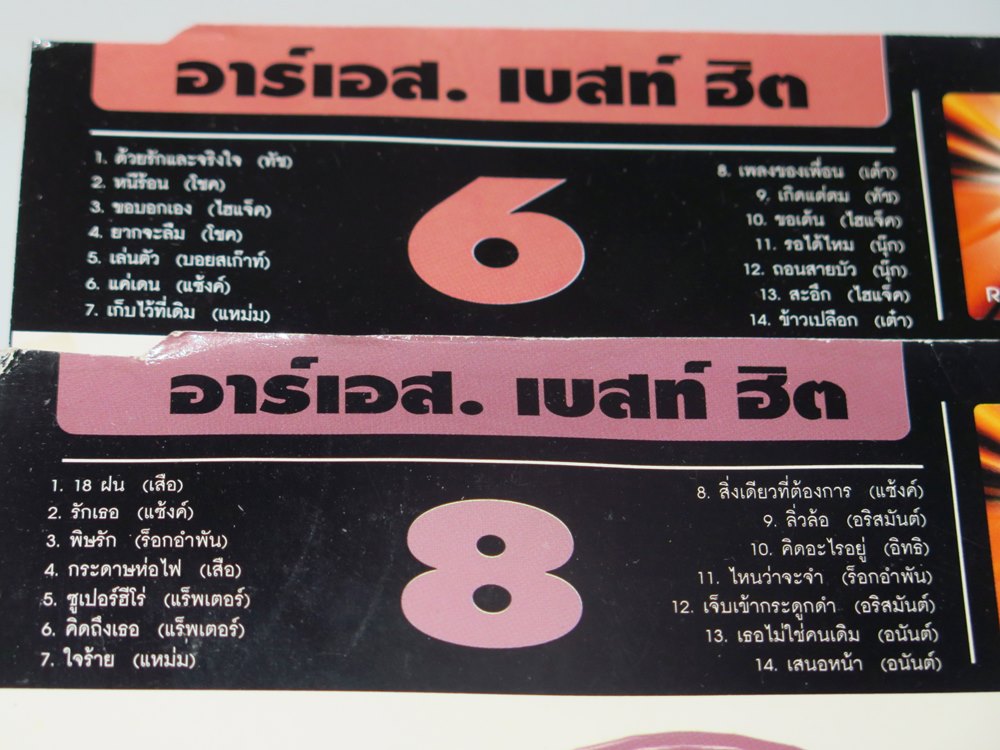 อาร์เอส. เบสท์ ฮิต
6
1. ด้วยรักและจริงใจ (ทัช)
2. หนีร้อน (โชค)
3. ขอบอกเอง (ไฮแจ็ค)
4. ยากจะลืม (โชค)
5. เล่นตัว (บอยสเก๊าท์)
6. แค่เดน (แซ้งค์)
7. เก็บไว้ที่เดิม (แหม่ม)
8. เพลงของเพื่อน (เต๋า)
9. เกิดแต่ตม (ทัช)
10. ขอเต้น (ไฮแจ็ค)
11. รอได้ไหม (นุ๊ก)
12. ถอนสายบัว (นุ๊ก)
13. สะอึก (ไฮแจ็ค)
14. ข้าวเปลือก (เต๋า)
R
อาร์เอส. เบสท์ ฮิต
8
1. 18 ฝน (เสือ)
2. รักเธอ (แซ้งค์)
3. พิษรัก (ร็อกอำพัน)
4. กระดาษห่อไฟ (เสือ)
5. ซูเปอร์ฮีโร่ (แร็พเตอร์)
6. คิดถึงเธอ (แร็พเตอร์)
7. ใจร้าย (แหม่ม)
8. สิ่งเดียวที่ต้องการ (แซ้งค์)
9. ลิ่วล้อ (อริสมันต์)
10. คิดอะไรอยู่ (อิทธิ)
11. ไหนว่าจะจำ (ร็อกอำพัน)
12. เจ็บเข้ากระดูกดำ (อริสมันต์)
13. เธอไม่ใช่คนเดิม (อนันต์)
14. เสนอหน้า (อนันต์)